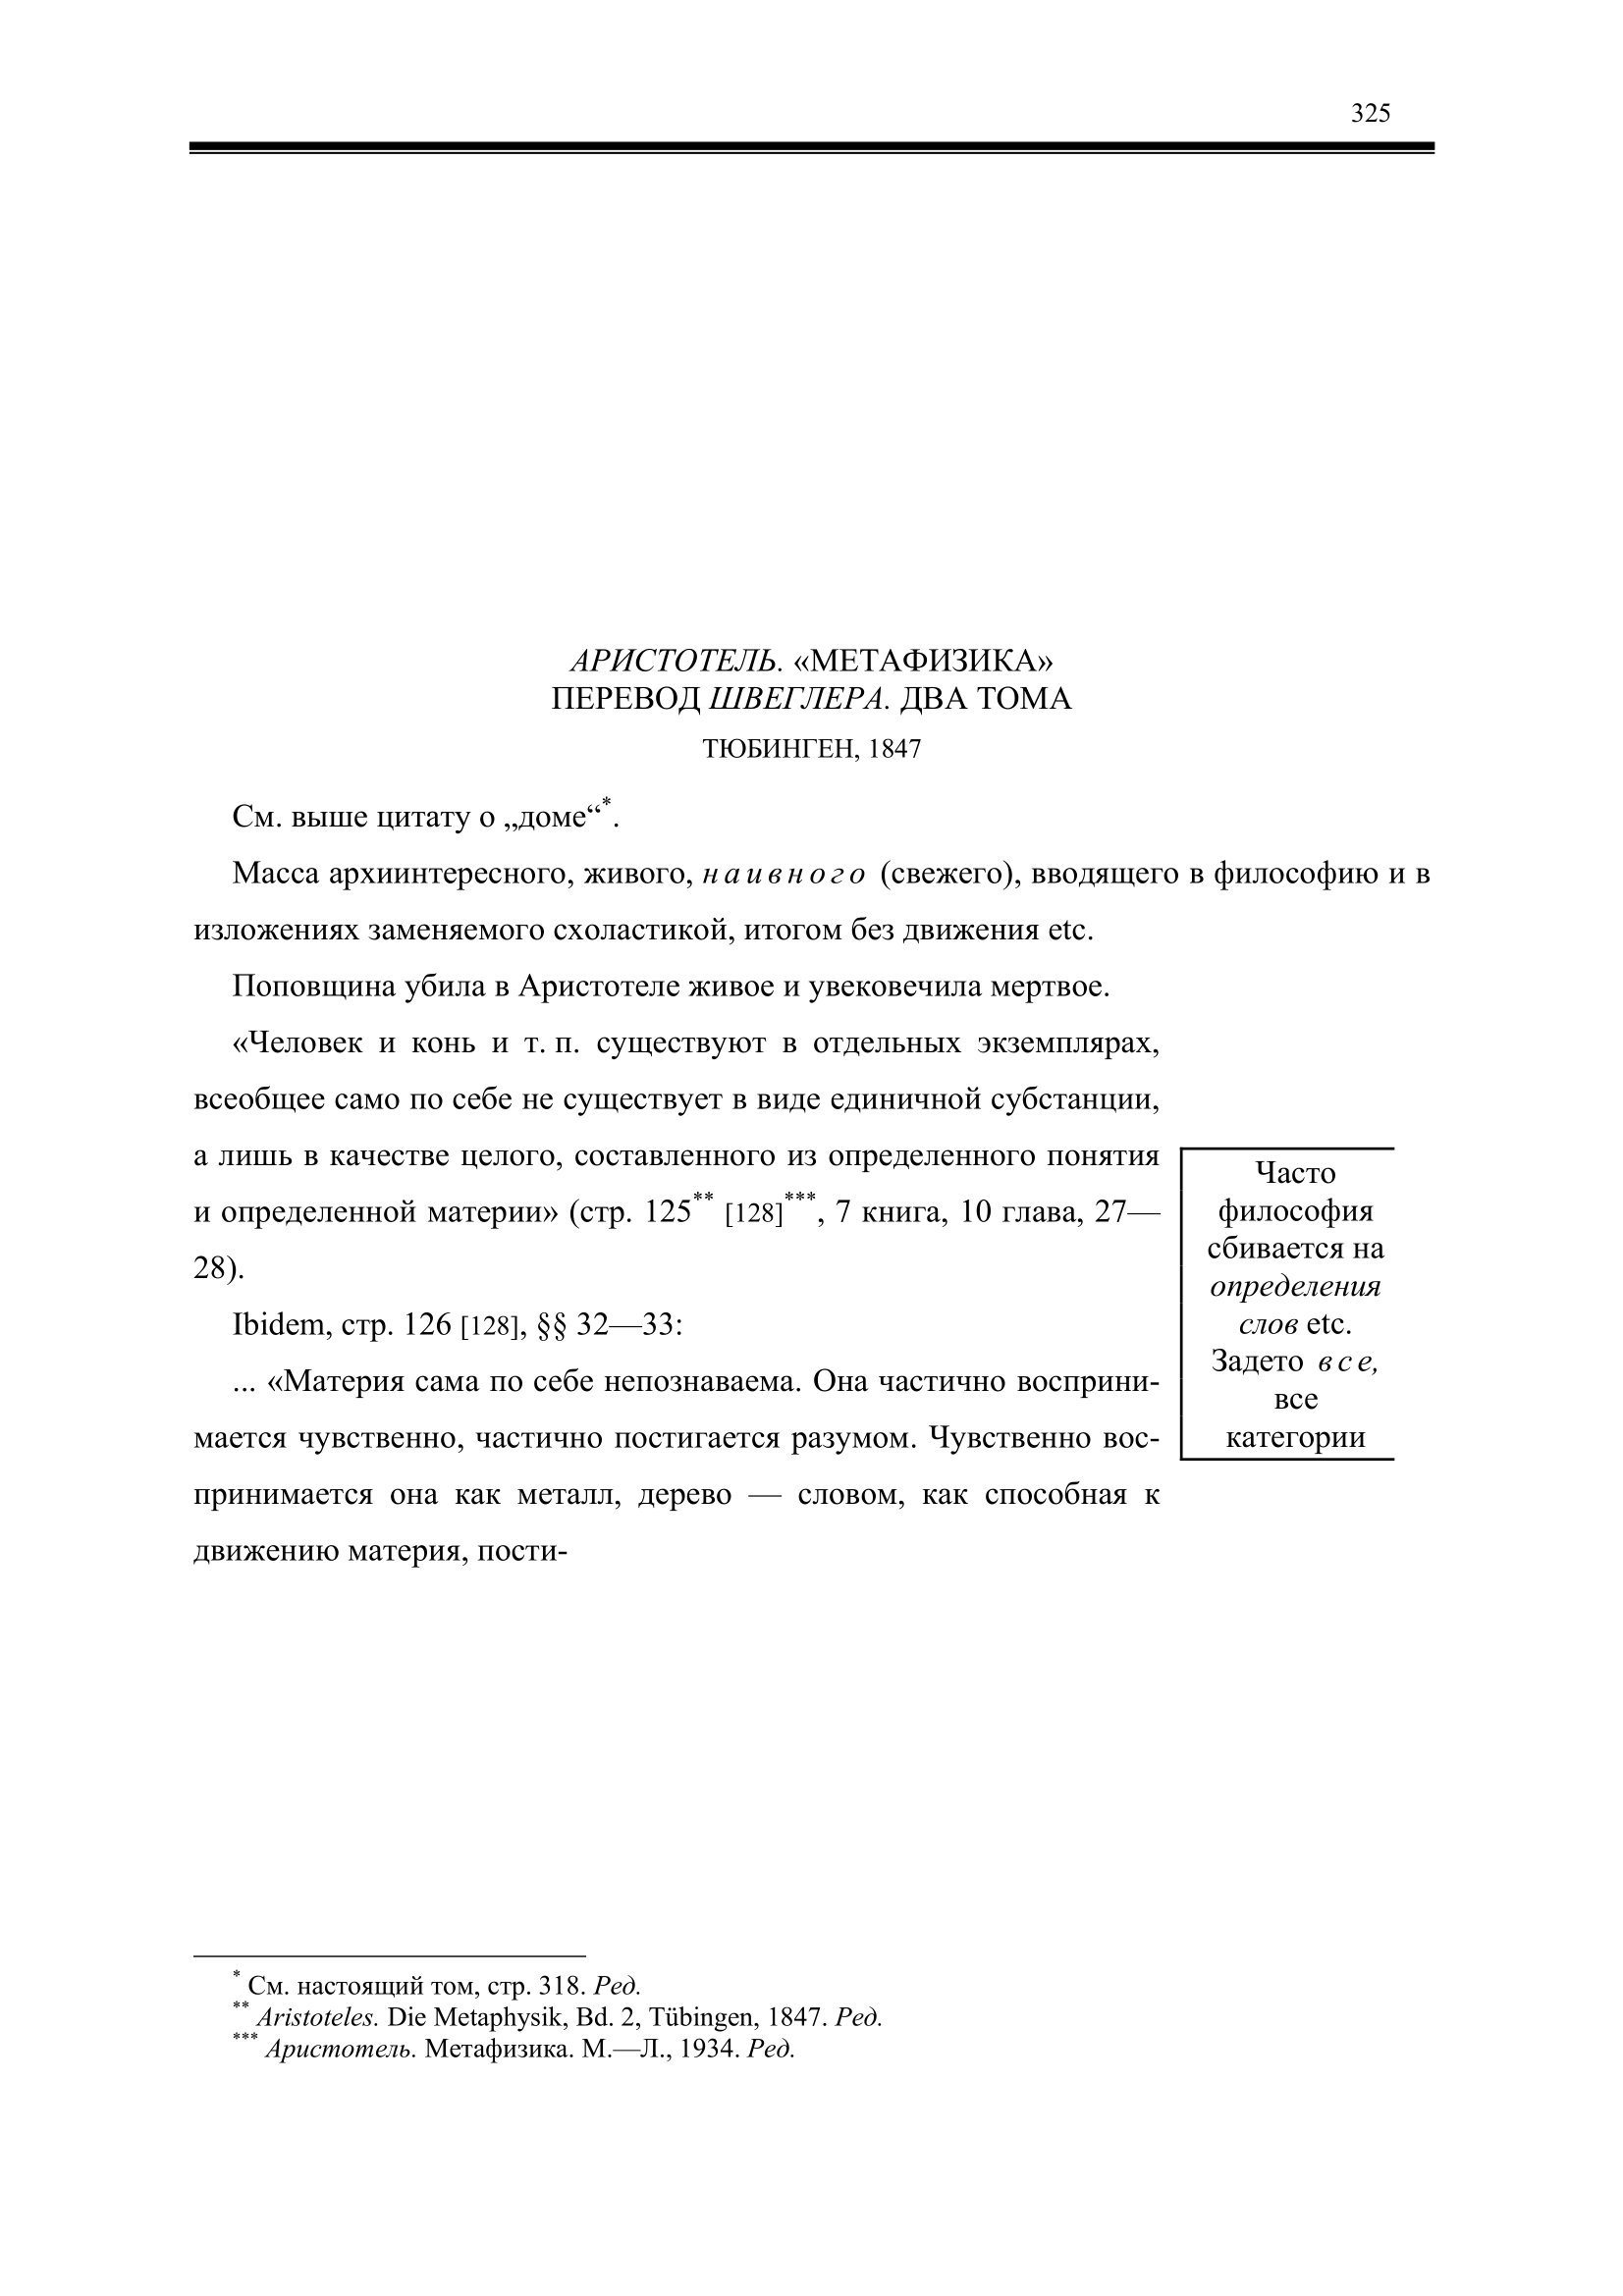 325
АРИСТОТЕЛЬ. «МЕТАФИЗИКА»
ПЕРЕВОД ШВЕГЛЕРА. ДВА ТОМА
ТЮБИНГЕН, 1847
См. выше цитату о „доме“*.
Масса архиинтересного, живого, наивного (свежего), вводящего в философию и в
изложениях заменяемого схоластикой, итогом без движения etc.
Поповщина убила в Аристотеле живое и увековечила мертвое.
«Человек и конь и т. п. существуют в отдельных экземплярах,
всеобщее само по себе не существует в виде единичной субстанции,
а лишь в качестве целого, составленного из определенного понятия
и определенной материи» (стр. 125** [128]***, 7 книга, 10 глава, 27—
28).
Ibidem, стр. 126 [128], §§ 32—33:
... «Материя сама по себе непознаваема. Она частично восприни-
мается чувственно, частично постигается разумом. Чувственно вос-
принимается она как металл, дерево — словом, как способная к
движению материя, пости-
Часто
философия
сбивается на
определения
слов etc.
Задето все,
все
категории
* См. настоящий том, стр. 318. Ред.
** Aristoteles. Die Metaphysik, Bd. 2, Tübingen, 1847. Ред.
*** Аристотель. Метафизика. М.—Л., 1934. Ред.